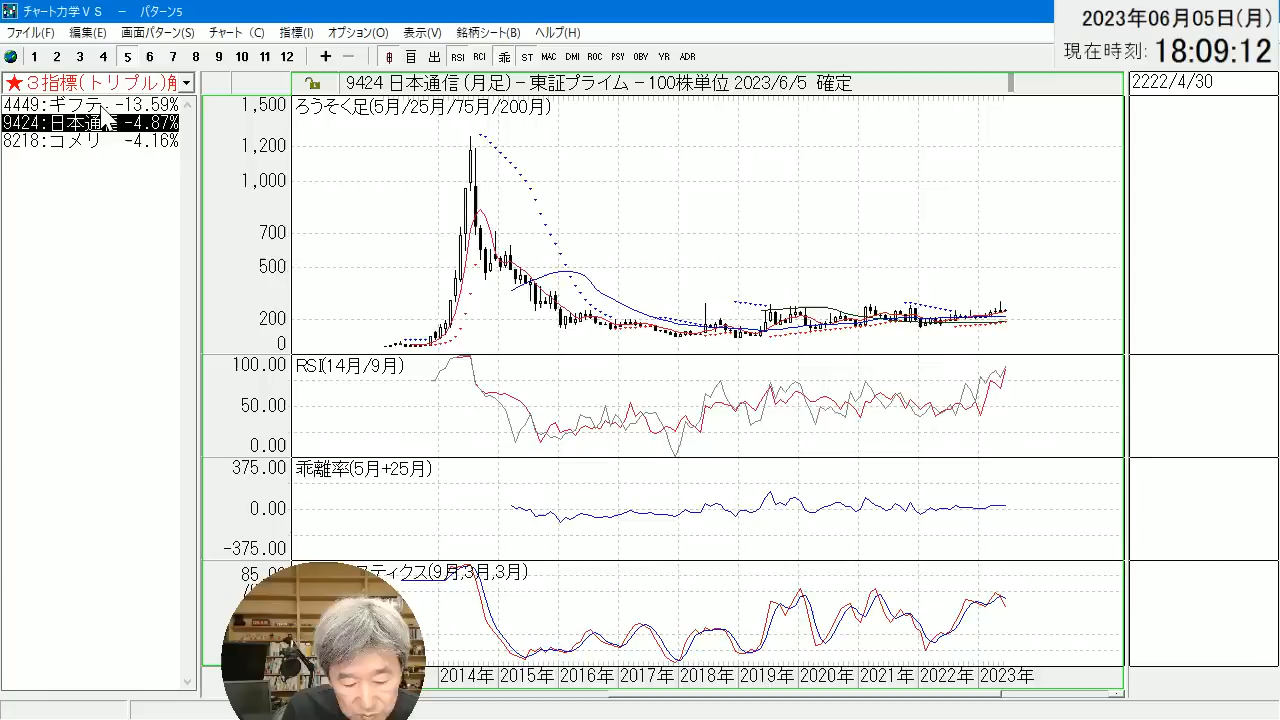 チャート力学VS － パターン5
2023年06月05日(月)
現在時刻: 18:09:12
ファイル(F) 編集(E) 画面パターン(S) チャート (C) 指標(I) オプション(O) 表示(V) 銘柄シート(B) ヘルプ(H)
1 2 3 4 5 6 7 8 9 10 11 12 + － 日 出 RSI RCI 乖 ST MAC DMI ROC PSY OBV YR ADR
★３指標(トリプル)
9424 日本通信 (月足)－東証プライム－100株単位 2023/6/5 確定
2222/4/30
4449:ギフテ -13.59%
9424:日本通信 -4.87%
8218:コメリ -4.16%
ろうそく足(5月/25月/75月/200月)
1,500
1,200
1,000
700
500
200
0
RSI(14月/9月)
100.00
50.00
0.00
乖離率(5月+25月)
375.00
0.00
-375.00
スティクス(9月,3月,3月)
2014年 2015年 2016年 2017年 2018年 2019年 2020年 2021年 2022年 2023年